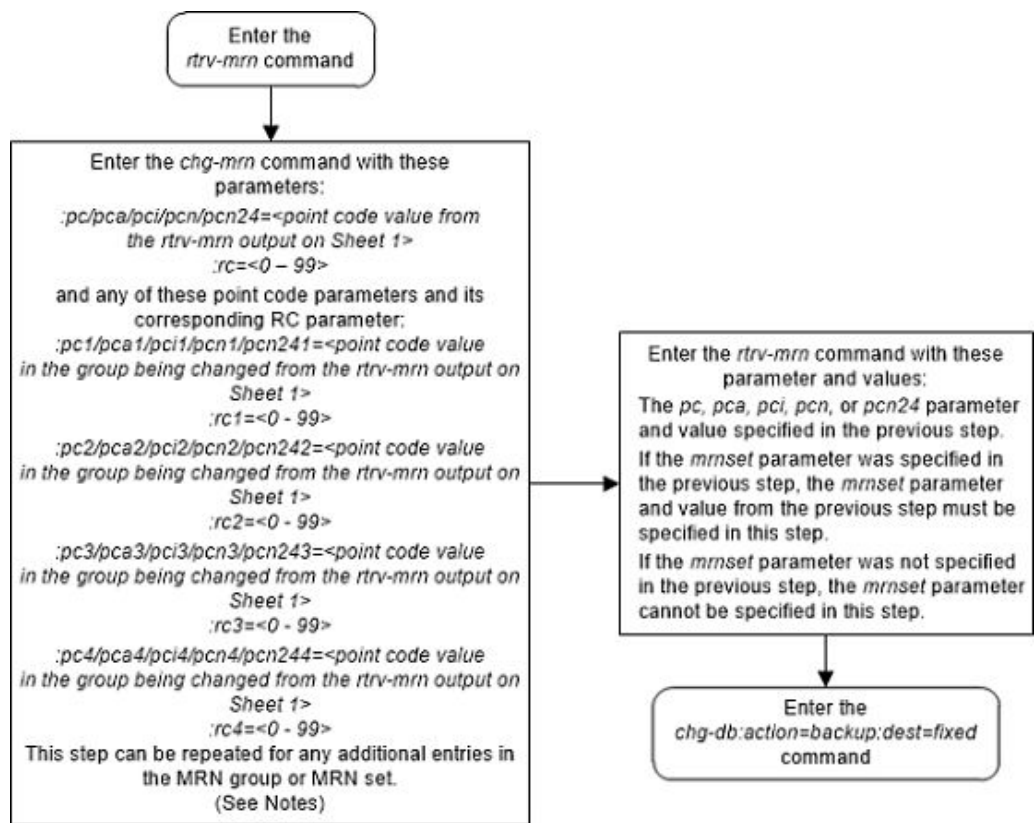 Enter the
rtrv-mrn command
Enter the chg-mrn command with these
parameters:
:pc/pca/pci/pcn/pcn24=<point code value from
the rtrv-mrn output on Sheet 1>
:rc=<0 – 99>
and any of these point code parameters and its
corresponding RC parameter:
:pc1/pca1/pci1/pcn1/pcn241=<point code value
in the group being changed from the rtrv-mrn output on
Sheet 1>
:rc1=<0 - 99>
:pc2/pca2/pci2/pcn2/pcn242=<point code value
in the group being changed from the rtrv-mrn output on
Sheet 1>
:rc2=<0 - 99>
:pc3/pca3/pci3/pcn3/pcn243=<point code value
in the group being changed from the rtrv-mrn output on
Sheet 1>
:rc3=<0 - 99>
:pc4/pca4/pci4/pcn4/pcn244=<point code value
in the group being changed from the rtrv-mrn output on
Sheet 1>
:rc4=<0 - 99>
This step can be repeated for any additional entries in
the MRN group or MRN set.
(See Notes)
Enter the rtrv-mrn command with these
parameter and values:
The pc, pca, pci, pcn, or pcn24 parameter
and value specified in the previous step.
If the mrnset parameter was specified in
the previous step, the mrnset parameter
and value from the previous step must be
specified in this step.
If the mrnset parameter was not specified
in the previous step, the mrnset parameter
cannot be specified in this step.
Enter the
chg-db:action=backup:dest=fixed
command